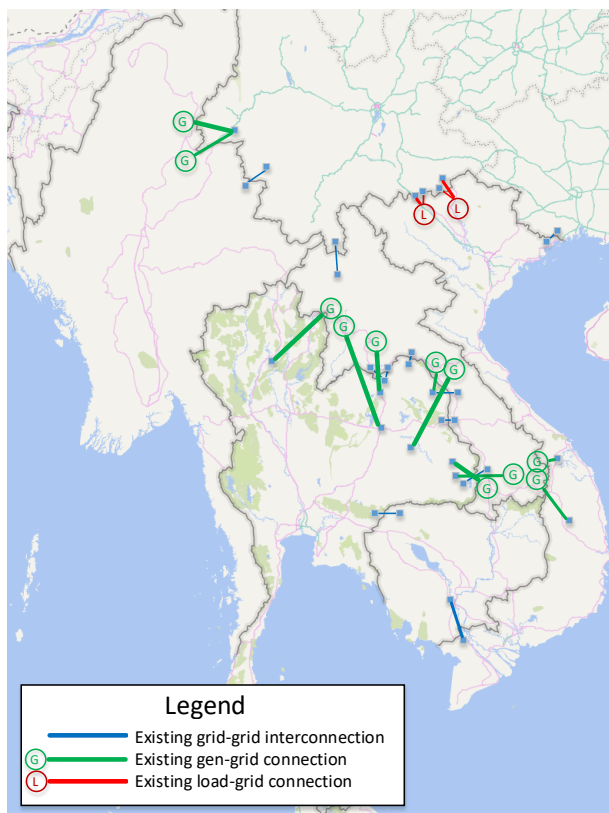 G
G
L
L
G
G
G
G
G
G
G
G
G
Legend
Existing grid-grid interconnection
G Existing gen-grid connection
L Existing load-grid connection